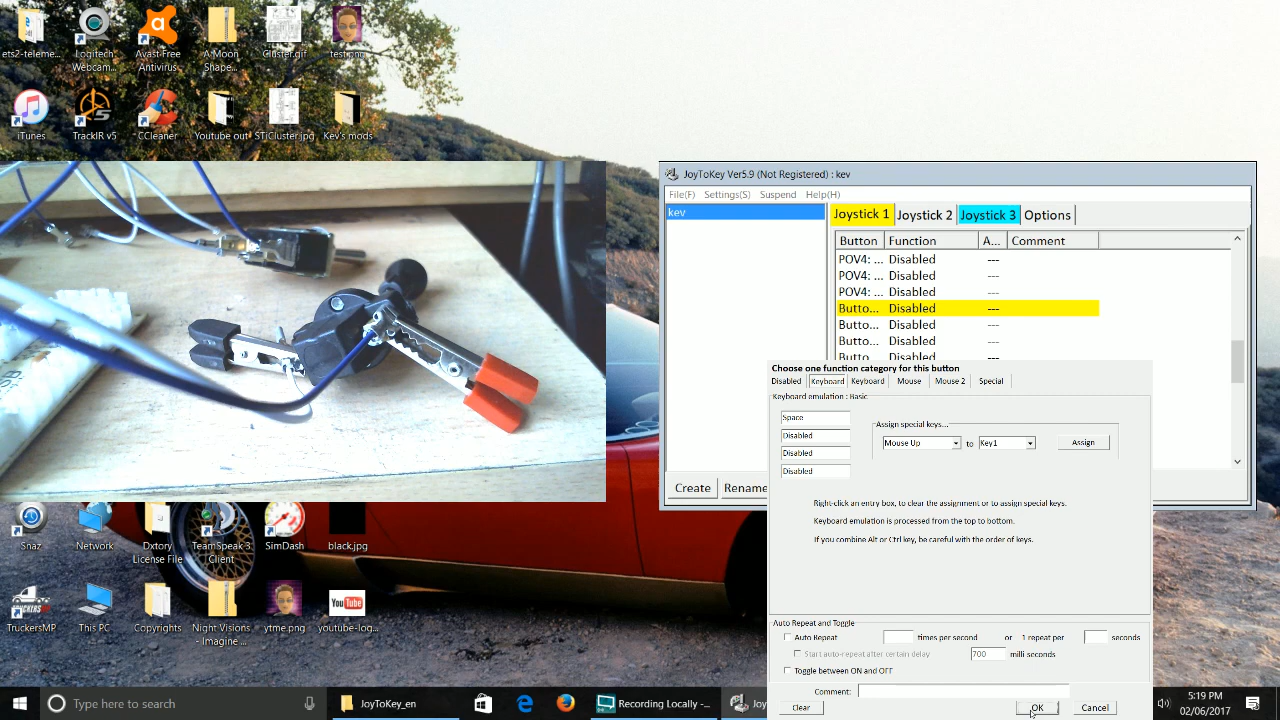 ets2-teleme...
Logitech Webcam...
Avast Free Antivirus
A Moon Shape...
Cluster.gif
test.png
iTunes
TrackIR v5
CCleaner
Youtube out
STiCluster.jpg
Kev's mods
JoyToKey Ver5.9 (Not Registered) : kev
File(F) Settings(S) Suspend Help(H)
kev
Joystick 1 Joystick 2 Joystick 3 Options
Button Function A... Comment
POV4: ... Disabled ---
POV4: ... Disabled ---
POV4: ... Disabled ---
Butto... Disabled ---
Butto... Disabled ---
Butto... Disabled ---
Butto... Disabled ---
Create Rename
Choose one function category for this button
Disabled Keyboard Keyboard Mouse Mouse 2 Special
Keyboard emulation : Basic
Space
Disabled
Disabled
Disabled
Assign special keys...
Mouse Up to Key1 Assign
Right-click an entry box, to clear the assignment or to assign special keys.
Keyboard emulation is processed from the top to bottom.
If you combine Alt or Ctrl key, be careful with the order of keys.
Auto Repeat and Toggle
Auto Repeat times per second or 1 repeat per seconds
Start auto-repeat after certain delay 700 milli seconds
Toggle between ON and OFF
Comment:
Clear OK Cancel
Snaz
Network
Dxtory License File
TeamSpeak 3 Client
SimDash
black.jpg
TruckersMP
This PC
Copyrights
Night Visions - Imagine ...
ytme.png
You Tube
youtube-log...
Type here to search
JoyToKey_en
Recording Locally -...
Joy
5:19 PM
02/06/2017